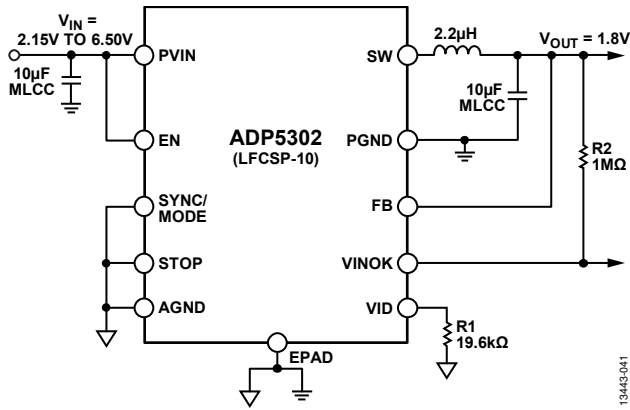 V_IN =
2.15V TO 6.50V
10µF
MLCC
PVIN
EN
SYNC/
MODE
STOP
AGND
ADP5302
(LFCSP-10)
EPAD
SW
PGND
FB
VINOK
VID
2.2µH
10µF
MLCC
V_OUT = 1.8V
R2
1MΩ
R1
19.6kΩ
13443-041